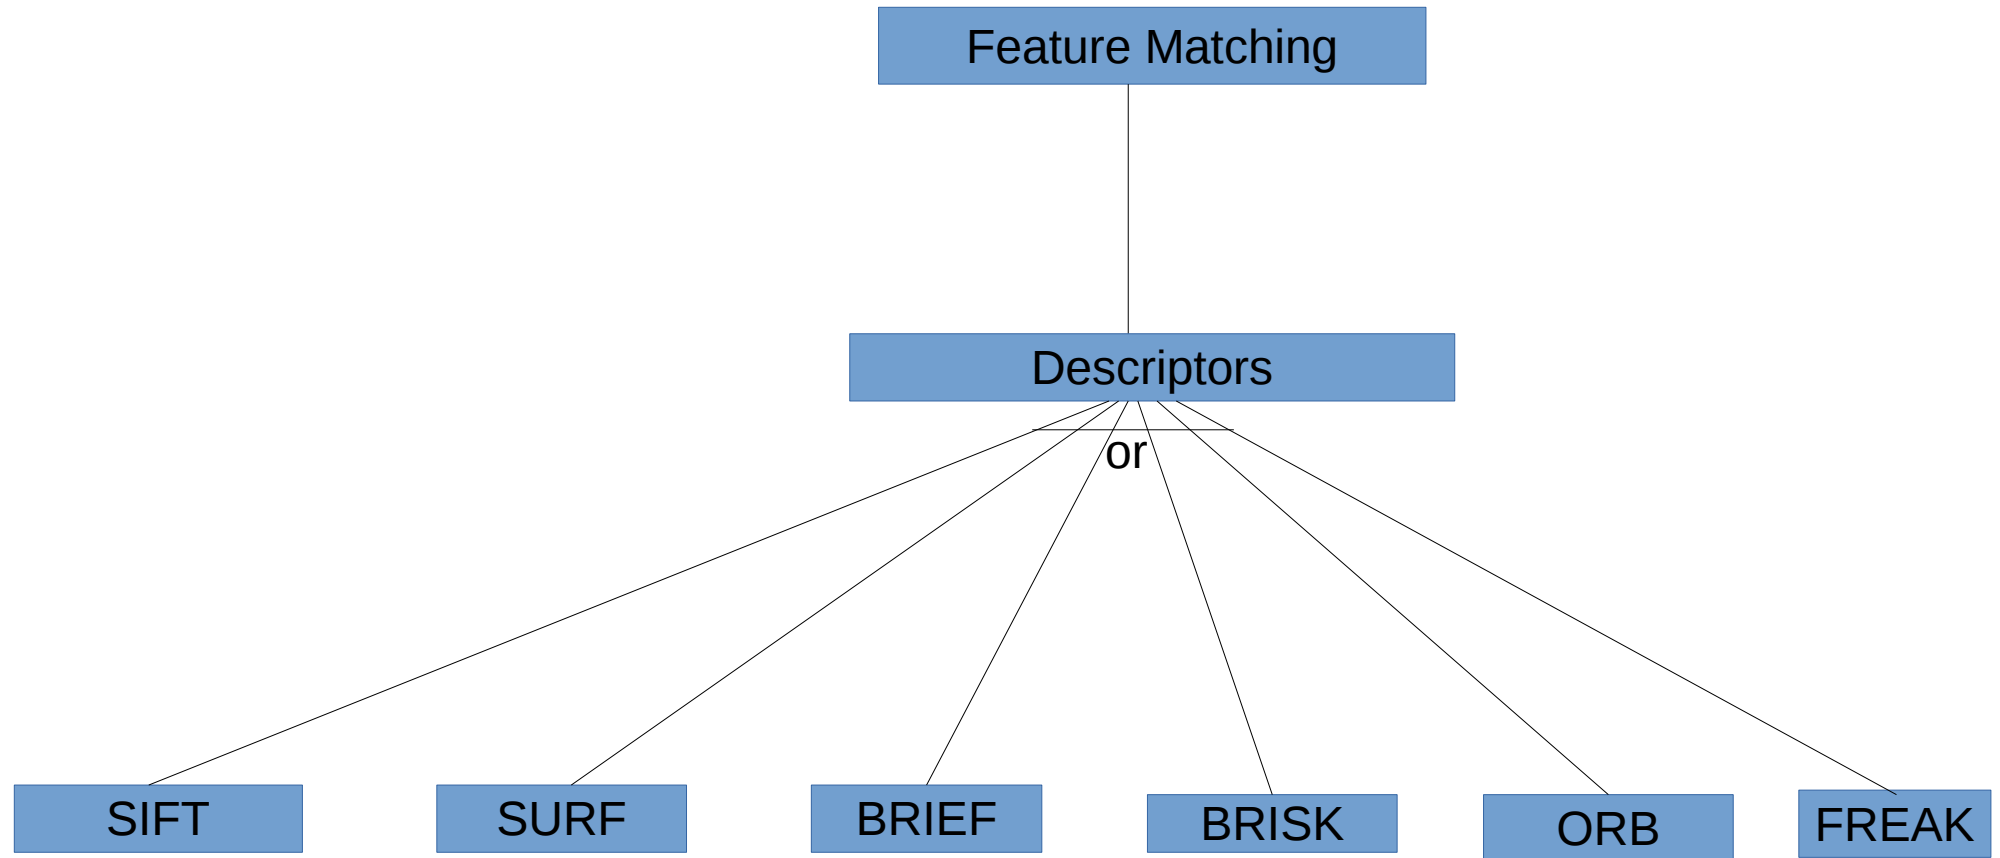 Feature Matching
Descriptors
or
SIFT
SURF
BRIEF
BRISK
ORB
FREAK